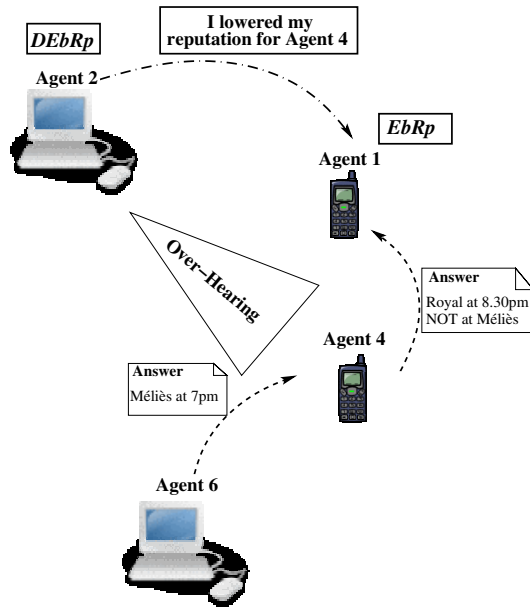 I lowered my
reputation for Agent 4
DEbRp
Agent 2
EbRp
Agent 1
Over-Hearing
Answer
Royal at 8.30pm
NOT at Méliès
Agent 4
Answer
Méliès at 7pm
Agent 6